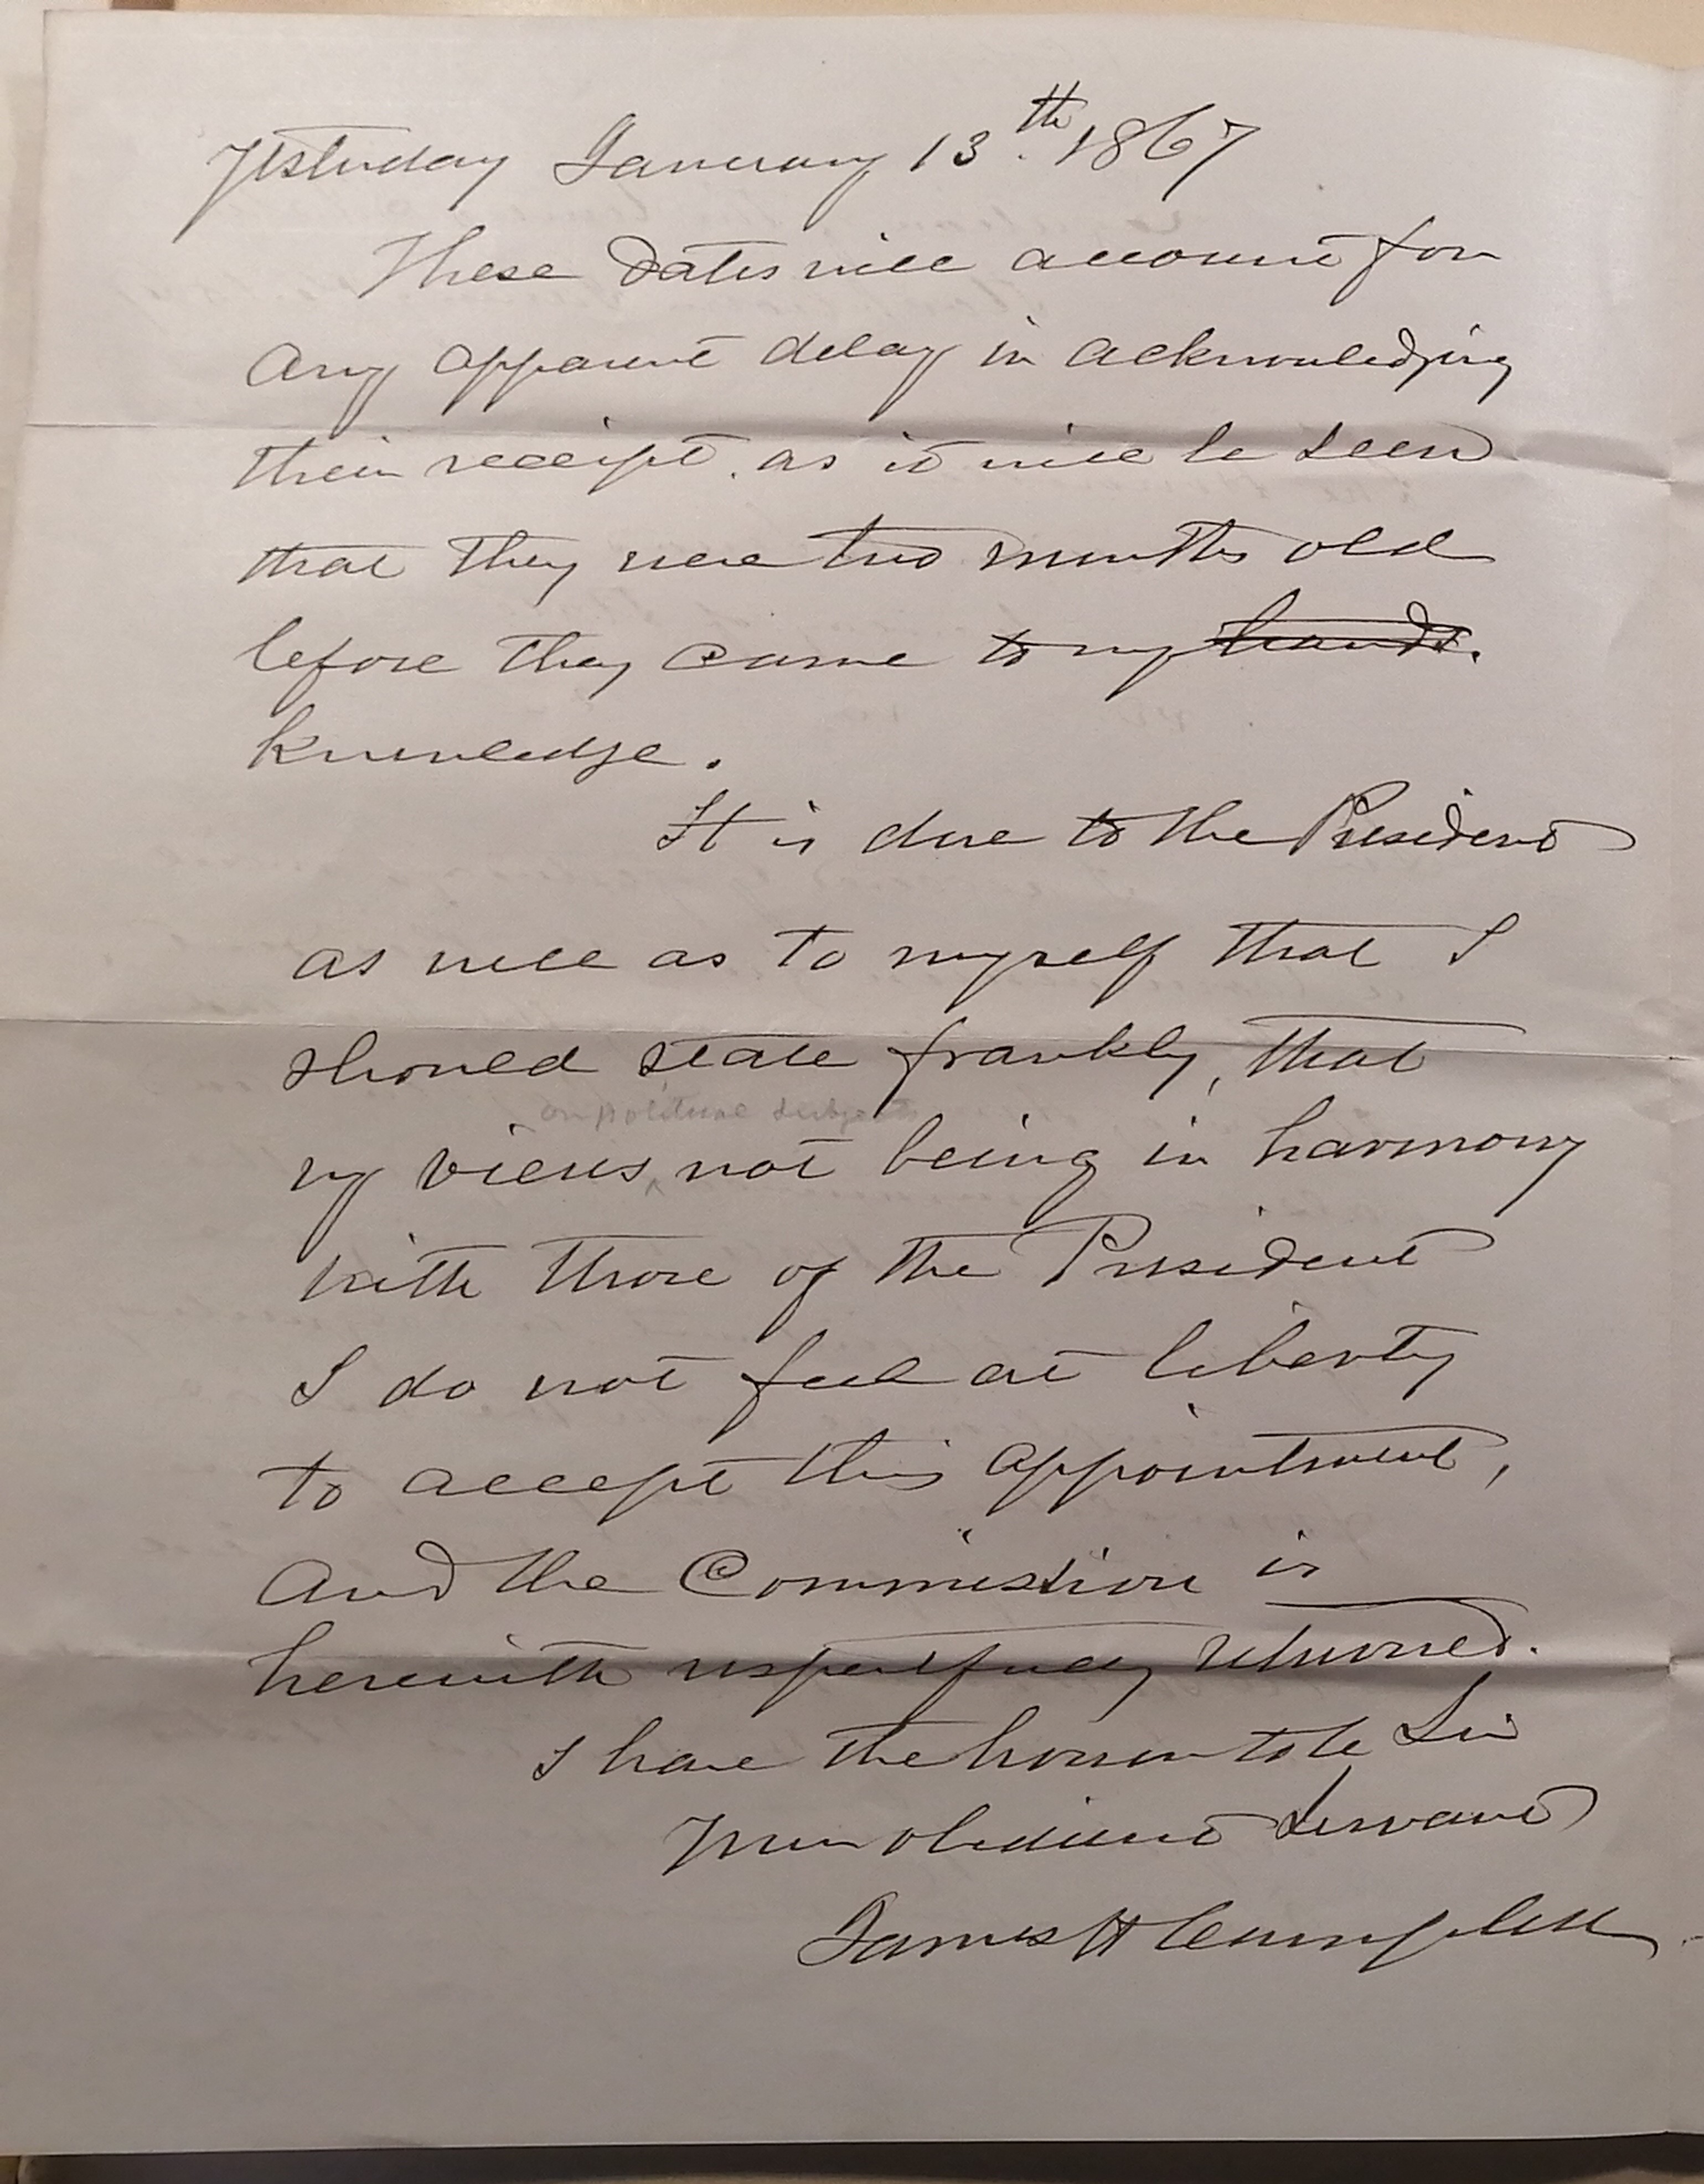 Yesterday January 13th. 1867
These dates will account for
any apparent delay in acknowledging
their receipt. as it will be seen
that they were two months old
before they came to my hands.
knowledge.
It is due to the President
as well as to myself that I
should state frankly, that
on political subjects
my views not being in harmony
with those of the President
I do not feel at liberty
to accept this appointment,
and the Commission is
herewith respectfully returned.
I have the honor to be Sir
Your obedient Servant
James H Campbell